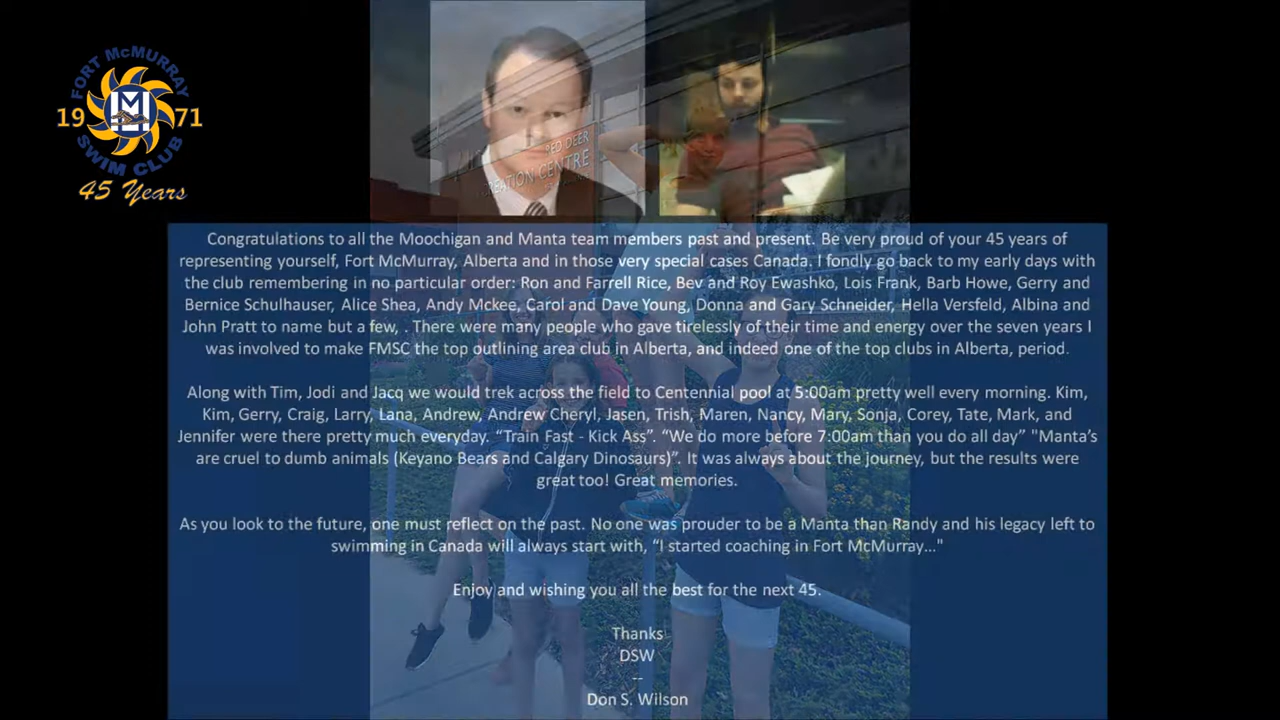 FORT McMURRAY
1971
SWIM CLUB
45 Years
RED DEER
RECREATION CENTRE
Congratulations to all the Moochigan and Manta team members past and present. Be very proud of your 45 years of
representing yourself, Fort McMurray, Alberta and in those very special cases Canada. I fondly go back to my early days with
the club remembering in no particular order: Ron and Farrell Rice, Bev and Roy Ewashko, Lois Frank, Barb Howe, Gerry and
Bernice Schulhauser, Alice Shea, Andy Mckee, Carol and Dave Young, Donna and Gary Schneider, Hella Versfeld, Albina and
John Pratt to name but a few, . There were many people who gave tirelessly of their time and energy over the seven years I
was involved to make FMSC the top outlining area club in Alberta, and indeed one of the top clubs in Alberta, period.
Along with Tim, Jodi and Jacq we would trek across the field to Centennial pool at 5:00am pretty well every morning. Kim,
Kim, Gerry, Craig, Larry, Lana, Andrew, Andrew Cheryl, Jasen, Trish, Maren, Nancy, Mary, Sonja, Corey, Tate, Mark, and
Jennifer were there pretty much everyday. “Train Fast - Kick Ass”. “We do more before 7:00am than you do all day” "Manta’s
are cruel to dumb animals (Keyano Bears and Calgary Dinosaurs)”. It was always about the journey, but the results were
great too! Great memories.
As you look to the future, one must reflect on the past. No one was prouder to be a Manta than Randy and his legacy left to
swimming in Canada will always start with, “I started coaching in Fort McMurray..."
Enjoy and wishing you all the best for the next 45.
Thanks
DSW
--
Don S. Wilson